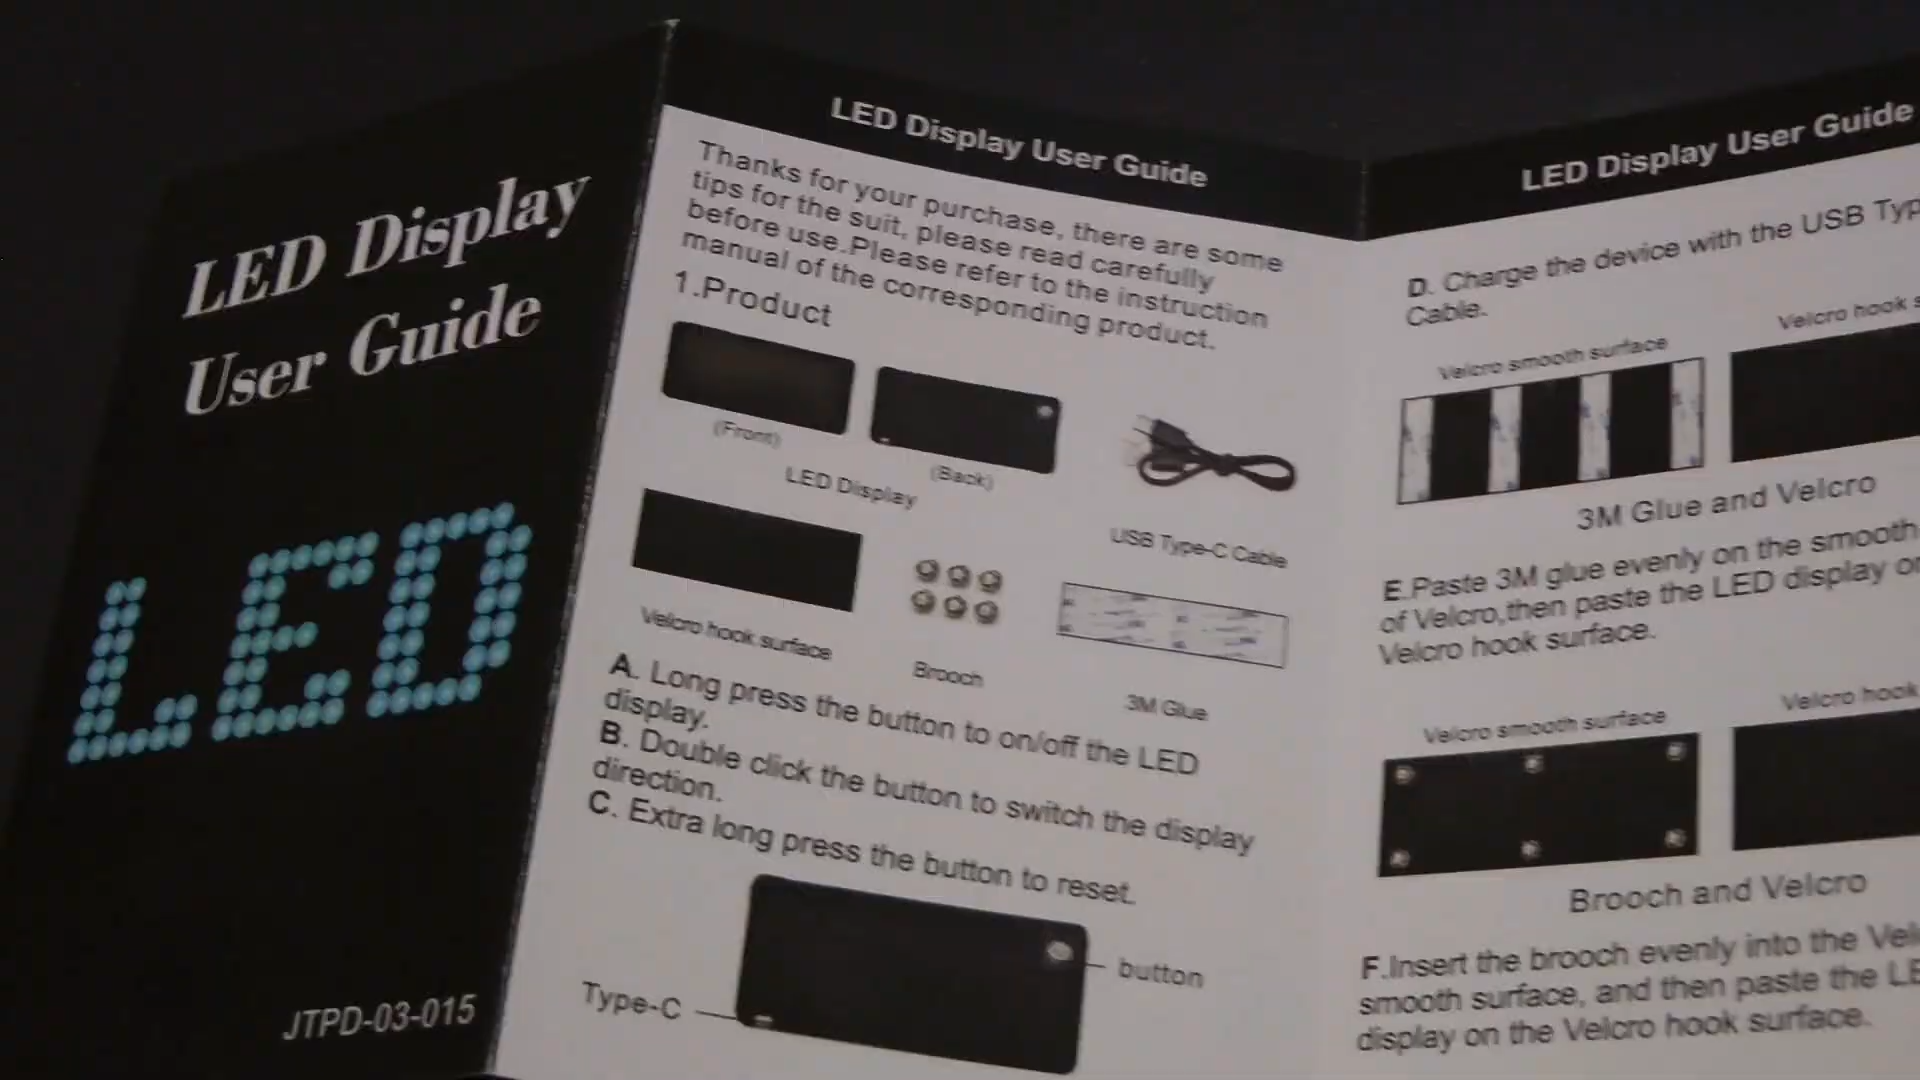 LED Display
User Guide
LED
JTPD-03-015
LED Display User Guide
Thanks for your purchase, there are some
tips for the suit, please read carefully
before use.Please refer to the instruction
manual of the corresponding product.
1.Product
(Front)
(Back)
LED Display
USB Type-C Cable
Velcro hook surface
Brooch
3M Glue
A. Long press the button to on/off the LED
display.
B. Double click the button to switch the display
direction.
C. Extra long press the button to reset.
button
Type-C
LED Display User Guide
D. Charge the device with the USB
Cable.
Velcro smooth surface
Velcro hook
3M Glue and Velcro
E.Paste 3M glue evenly on the smooth
of Velcro,then paste the LED display
Velcro hook surface.
Velcro smooth surface
Velcro hook
Brooch and Velcro
F.Insert the brooch evenly into the
smooth surface, and then paste the
display on the Velcro hook surface.